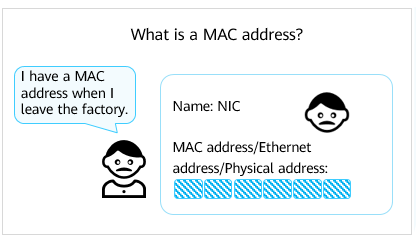 What is a MAC address?
I have a MAC
address when I
leave the factory.
Name: NIC
MAC address/Ethernet
address/Physical address: